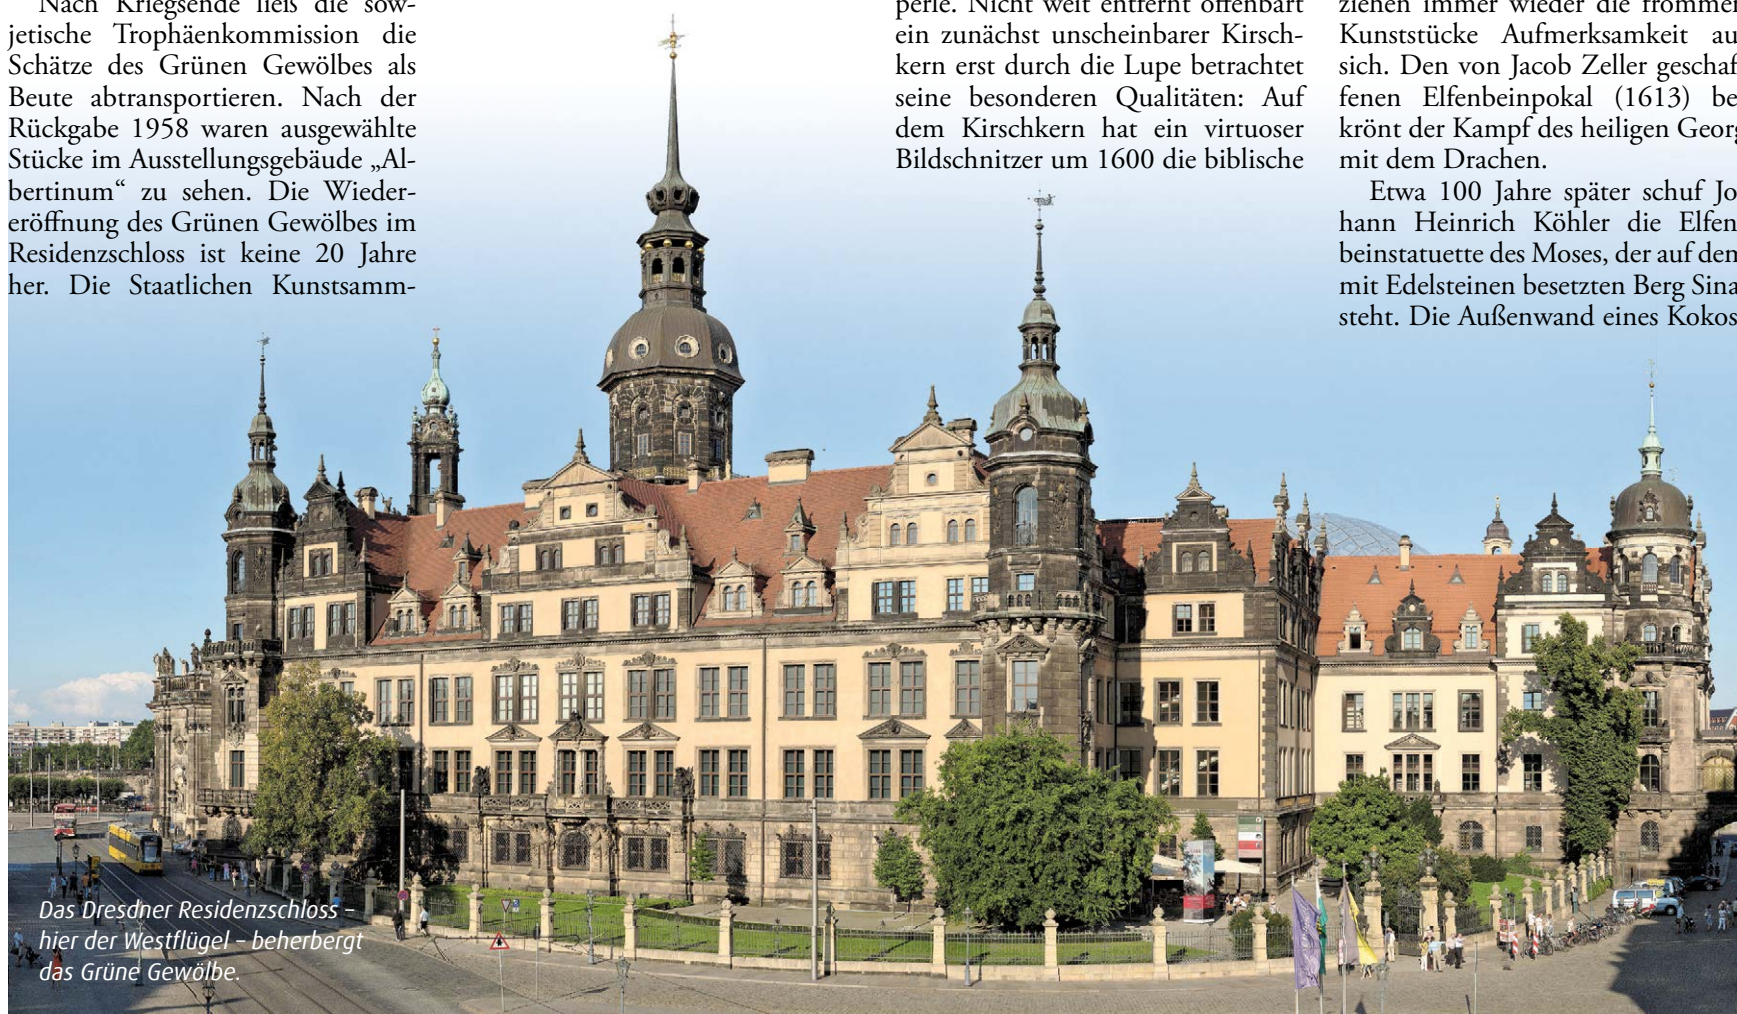 Nach Kriegsende ließ die sow-
jetische Trophäenkommission die
Schätze des Grünen Gewölbes als
Beute abtransportieren. Nach der
Rückgabe 1958 waren ausgewählte
Stücke im Ausstellungsgebäude „Al-
bertinum“ zu sehen. Die Wieder-
eröffnung des Grünen Gewölbes im
Residenzschloss ist keine 20 Jahre
her. Die Staatlichen Kunstsamm-
perle. Nicht weit entfernt offenbart
ein zunächst unscheinbarer Kirsch-
kern erst durch die Lupe betrachtet
seine besonderen Qualitäten: Auf
dem Kirschkern hat ein virtuoser
Bildschnitzer um 1600 die biblische
ziehen immer wieder die frommen
Kunststücke Aufmerksamkeit au
sich. Den von Jacob Zeller geschaf
fenen Elfenbeinpokal (1613) be
krönt der Kampf des heiligen Georg
mit dem Drachen.
Etwa 100 Jahre später schuf Jo
hann Heinrich Köhler die Elfen
beinstatuette des Moses, der auf dem
mit Edelsteinen besetzten Berg Sina
steht. Die Außenwand eines Kokos
Das Dresdner Residenzschloss –
hier der Westflügel – beherbergt
das Grüne Gewölbe.